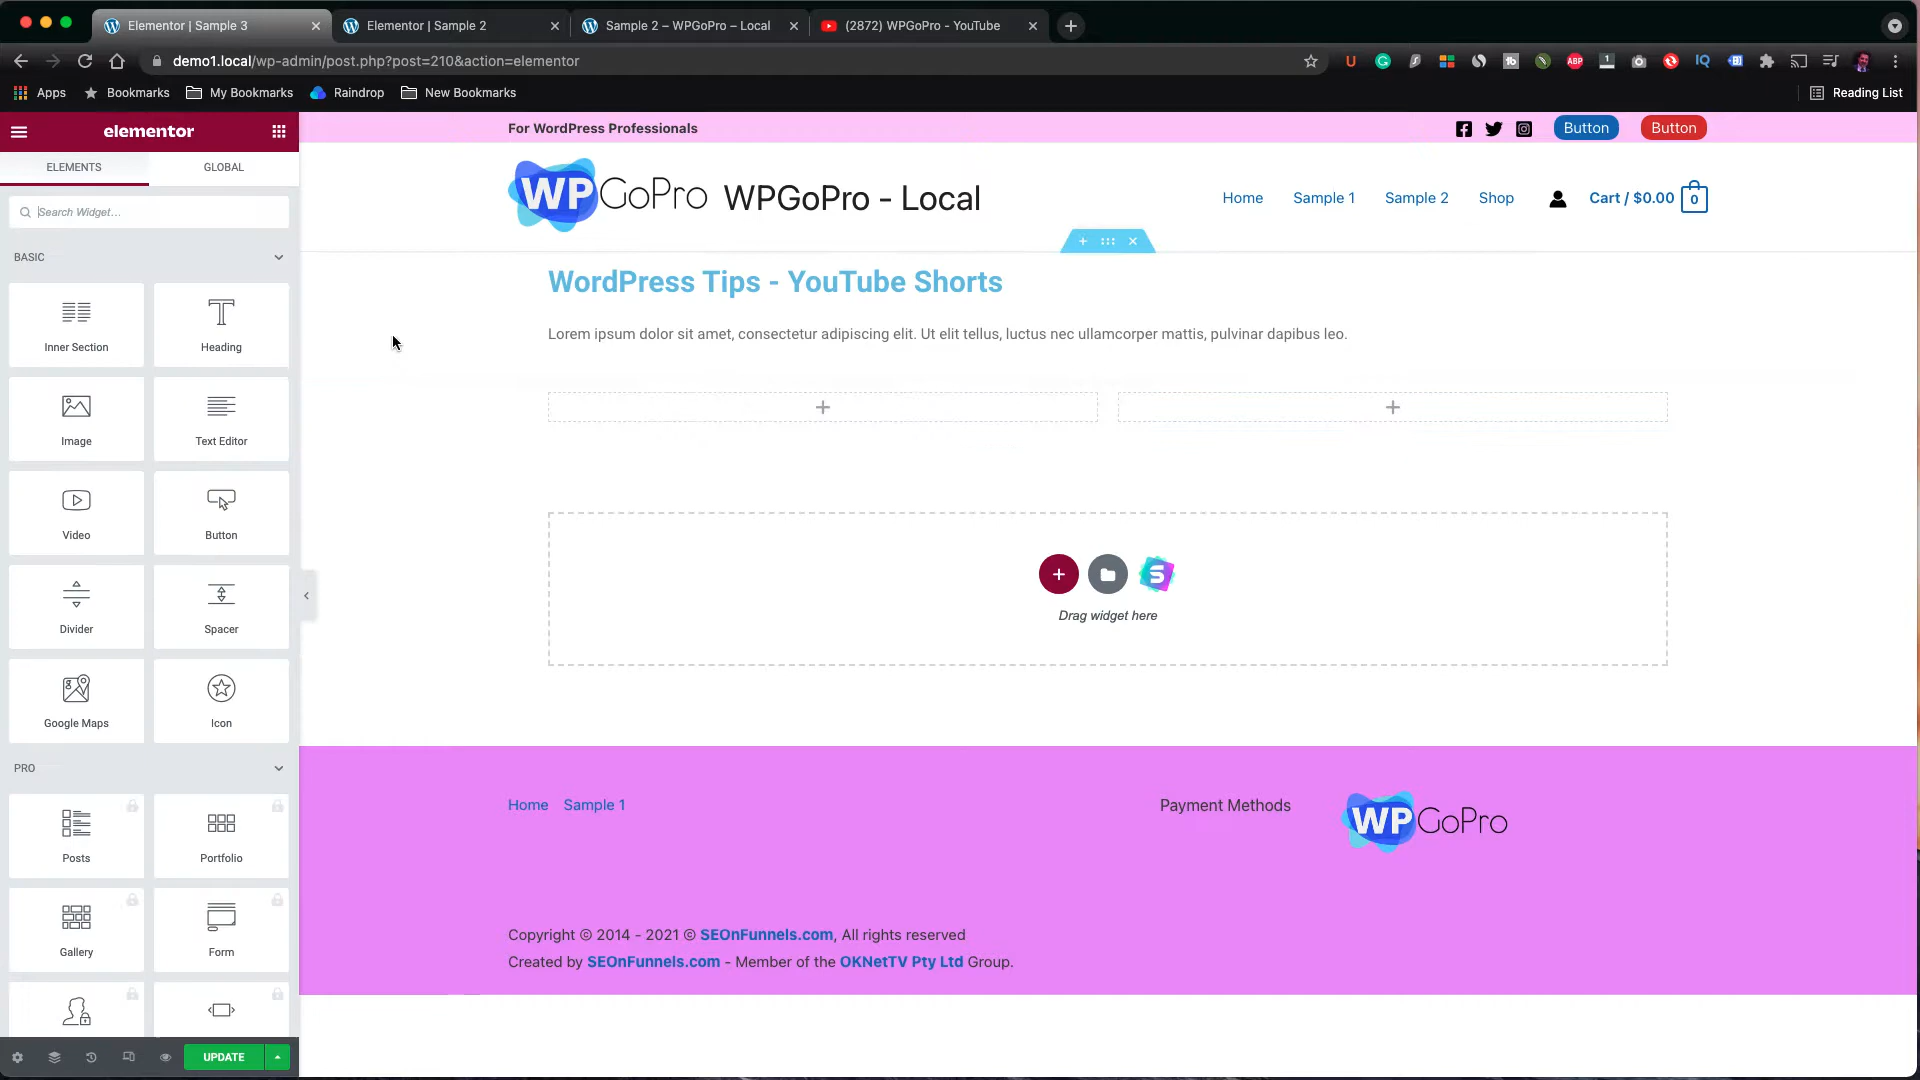 Elementor | Sample 3
Elementor | Sample 2
Sample 2 – WPGoPro – Local
(2872) WPGoPro - YouTube
demo1.local/wp-admin/post.php?post=210&action=elementor
Apps
Bookmarks
My Bookmarks
Raindrop
New Bookmarks
Reading List
elementor
ELEMENTS
GLOBAL
Search Widget...
BASIC
Inner Section
Heading
Image
Text Editor
Video
Button
Divider
Spacer
Google Maps
Icon
PRO
Posts
Portfolio
Gallery
Form
UPDATE
For WordPress Professionals
Button
Button
WPGoPro
WPGoPro - Local
Home
Sample 1
Sample 2
Shop
Cart / $0.00
0
WordPress Tips - YouTube Shorts
Lorem ipsum dolor sit amet, consectetur adipiscing elit. Ut elit tellus, luctus nec ullamcorper mattis, pulvinar dapibus leo.
Drag widget here
Home
Sample 1
Payment Methods
WPGoPro
Copyright © 2014 - 2021 © SEOnFunnels.com, All rights reserved
Created by SEOnFunnels.com - Member of the OKNetTV Pty Ltd Group.